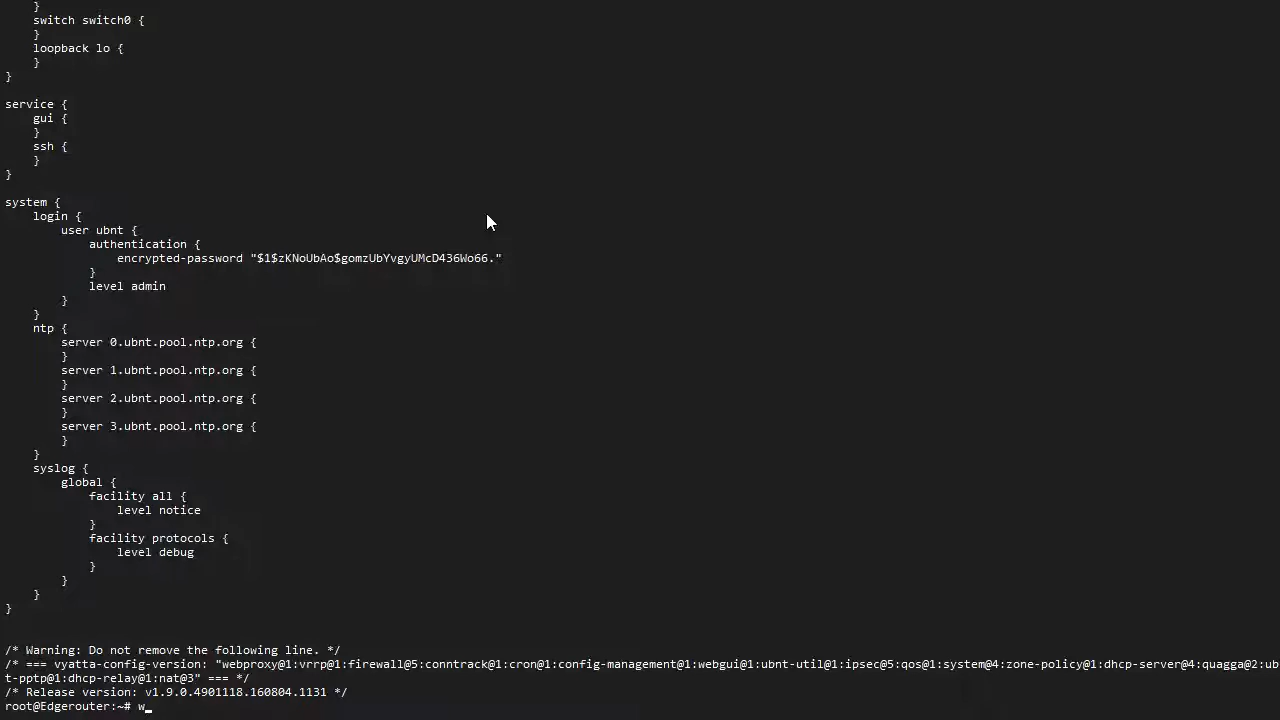 }
    switch switch0 {
    }
    loopback lo {
    }
}

service {
    gui {
    }
    ssh {
    }
}

system {
    login {
        user ubnt {
            authentication {
                encrypted-password "$1$zKNoUbAo$gomzUbYvgyUMcD436Wo66."
            }
            level admin
        }
    }
    ntp {
        server 0.ubnt.pool.ntp.org {
        }
        server 1.ubnt.pool.ntp.org {
        }
        server 2.ubnt.pool.ntp.org {
        }
        server 3.ubnt.pool.ntp.org {
        }
    }
    syslog {
        global {
            facility all {
                level notice
            }
            facility protocols {
                level debug
            }
        }
    }
}

/* Warning: Do not remove the following line. */
/* === vyatta-config-version: "webproxy@1:vrrp@1:firewall@5:conntrack@1:cron@1:config-management@1:webgui@1:ubnt-util@1:ipsec@5:qos@1:system@4:zone-policy@1:dhcp-server@4:quagga@2:ub
t-pptp@1:dhcp-relay@1:nat@3" === */
/* Release version: v1.9.0.4901118.160804.1131 */
root@Edgerouter:~# w_